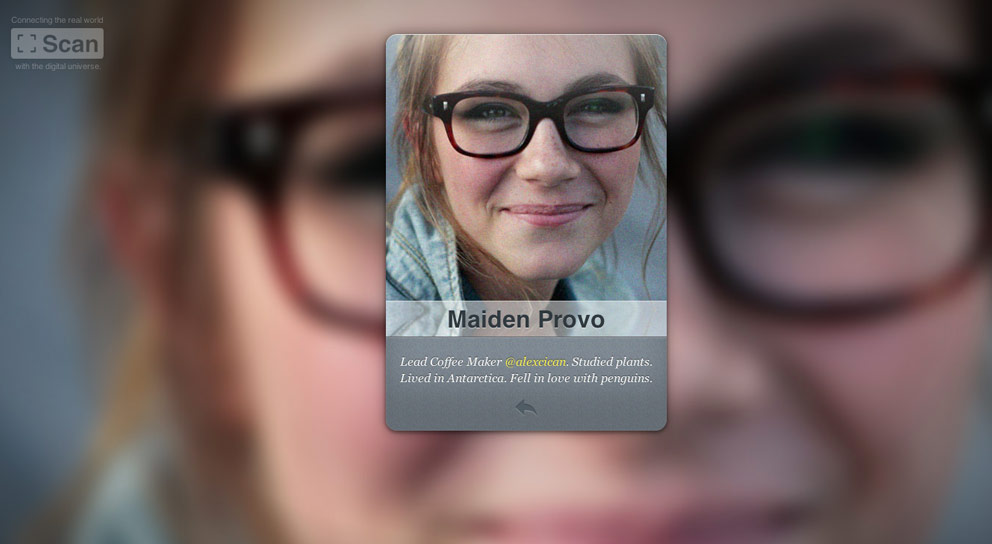 Connecting the real world
Scan
with the digital universe.
Maiden Provo
Lead Coffee Maker @alexcican. Studied plants.
Lived in Antarctica. Fell in love with penguins.